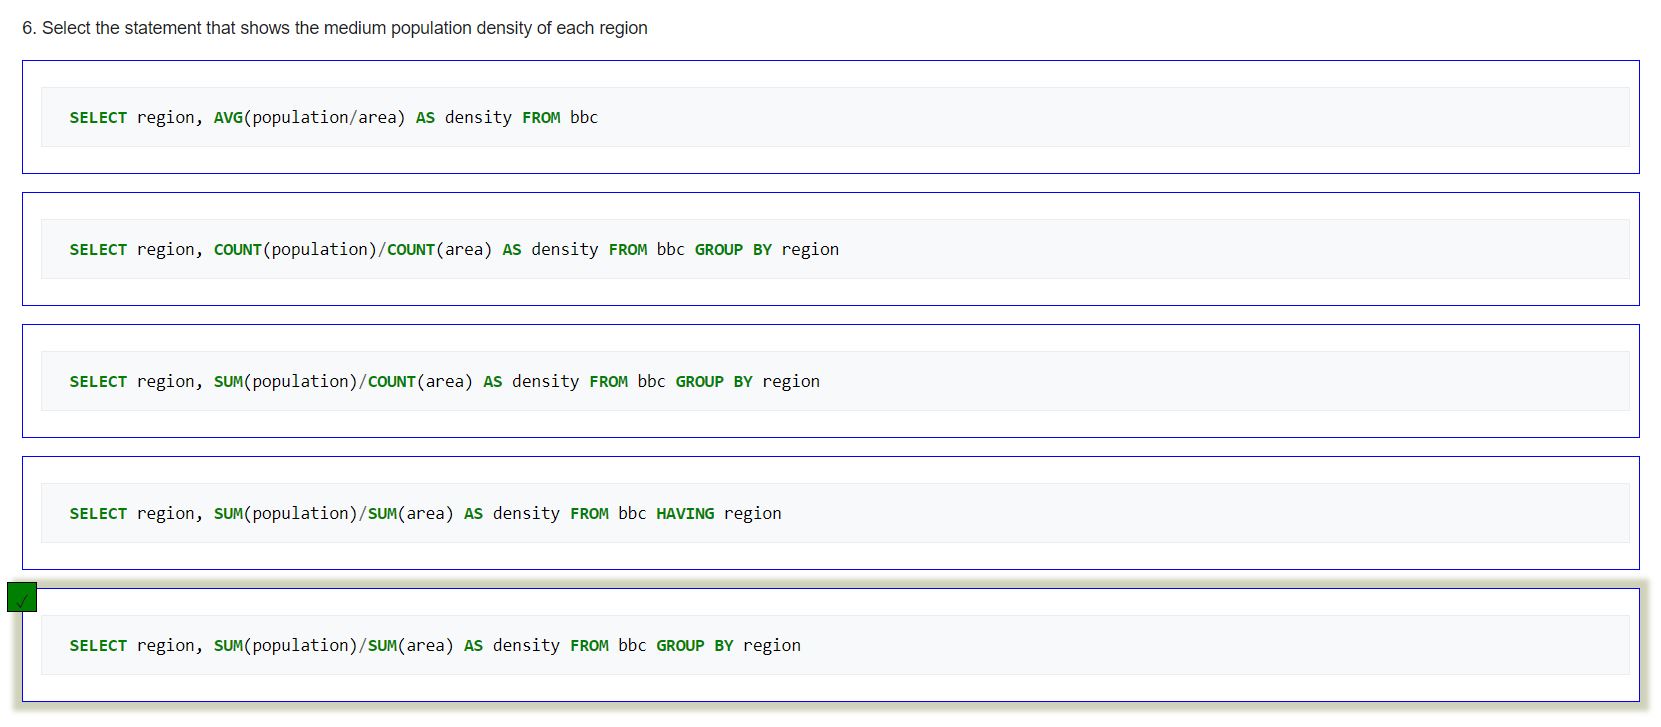 6. Select the statement that shows the medium population density of each region
SELECT region, AVG(population/area) AS density FROM bbc
SELECT region, COUNT(population)/COUNT(area) AS density FROM bbc GROUP BY region
SELECT region, SUM(population)/COUNT(area) AS density FROM bbc GROUP BY region
SELECT region, SUM(population)/SUM(area) AS density FROM bbc HAVING region
✓
SELECT region, SUM(population)/SUM(area) AS density FROM bbc GROUP BY region